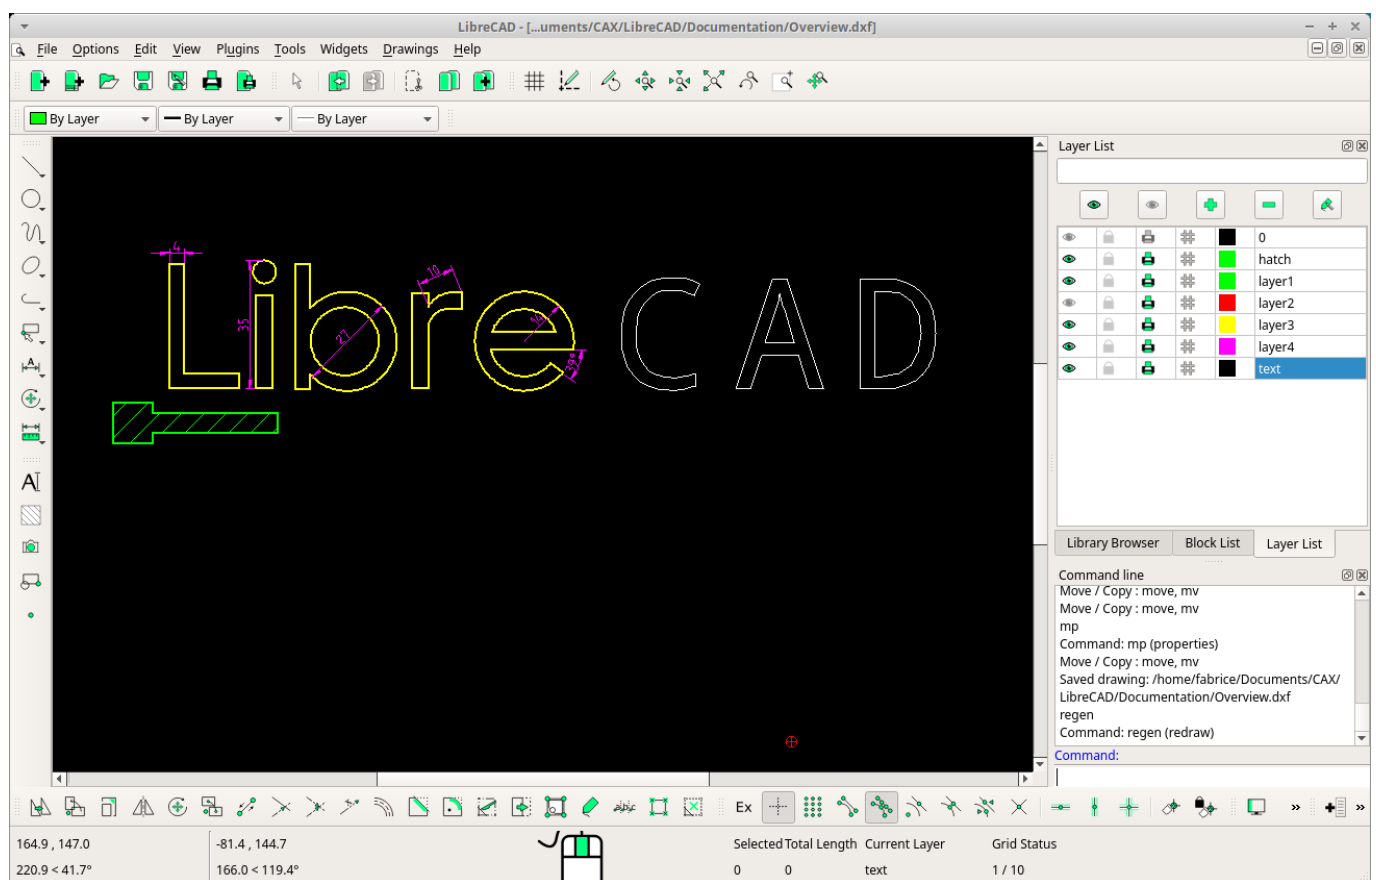 LibreCAD - [...uments/CAX/LibreCAD/Documentation/Overview.dxf]
File Options Edit View Plugins Tools Widgets Drawings Help
By Layer By Layer By Layer
Layer List
0
hatch
layer1
layer2
layer3
layer4
text
4
35
27
10
39°
Libre CAD
Library Browser Block List Layer List
Command line
Move / Copy : move, mv
Move / Copy : move, mv
mp
Command: mp (properties)
Move / Copy : move, mv
Saved drawing: /home/fabrice/Documents/CAX/
LibreCAD/Documentation/Overview.dxf
regen
Command: regen (redraw)
Command:
Ex » »
164.9 , 147.0 -81.4 , 144.7 Selected Total Length Current Layer Grid Status
220.9 < 41.7° 166.0 < 119.4° 0 0 text 1 / 10